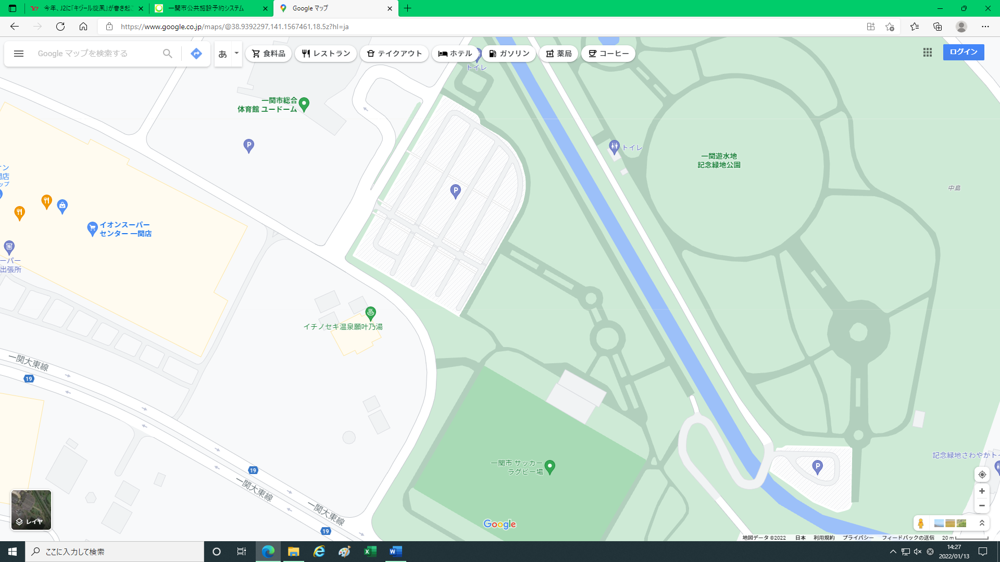 今年、J2に「キヅール旋風」が巻き起こ
一関市公共施設予約システム
Google マップ
https://www.google.co.jp/maps/@38.9392297,141.1567461,18.5z?hl=ja
Google マップを検索する
あ
食料品
レストラン
テイクアウト
ホテル
ガソリン
薬局
コーヒー
ログイン
トイレ
一関市総合
体育館 ユードーム
P
トイレ
一関遊水地
記念緑地公園
中島
P
イオンスーパー
センター 一関店
ーパー
出張所
イチノセキ温泉願叶乃湯
一関大東線
19
一関市 サッカー
ラグビー場
P
記念緑地さわやかト
19
一関大東線
一関大東線
19
レイヤ
Google
地図データ ©2022
日本
利用規約
プライバシー
フィードバックの送信
20 m
ここに入力して検索
14:27
2022/01/13